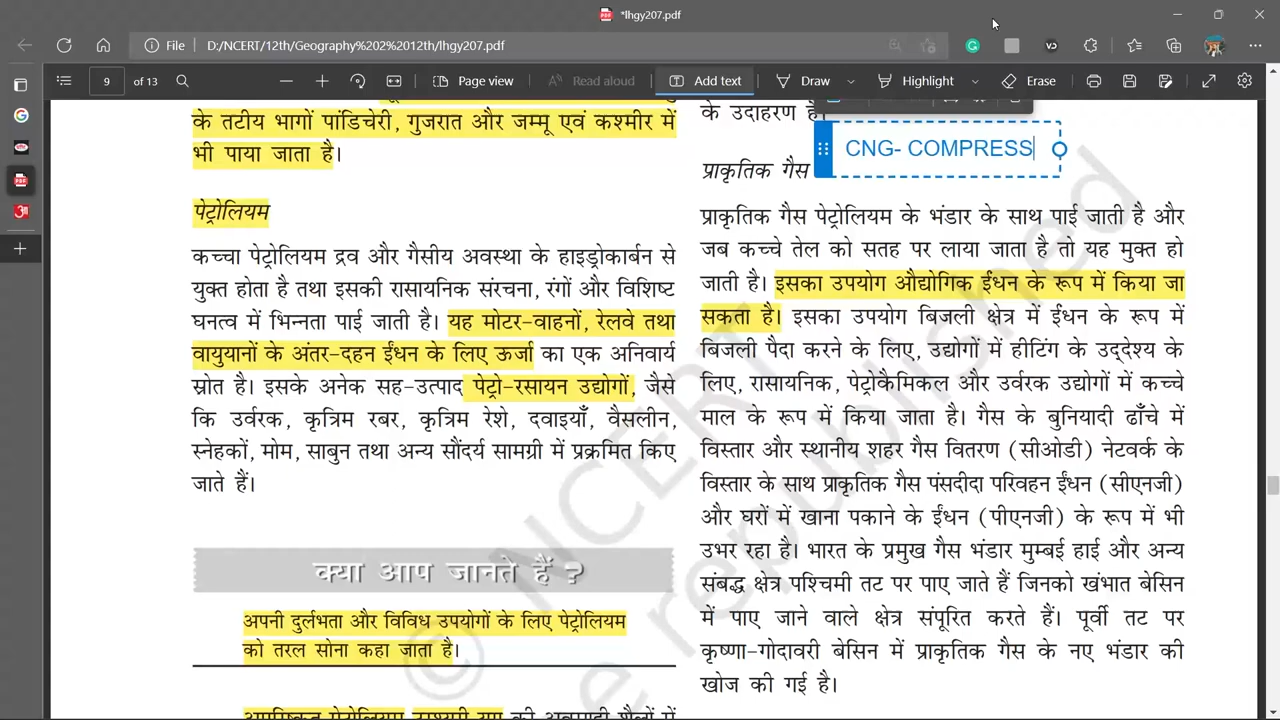 *lhgy207.pdf
File
D:/NCERT/12th/Geography%202%2012th/lhgy207.pdf
9 of 13
Page view
Read aloud
Add text
Draw
Highlight
Erase
के तटीय भागों पांडिचेरी, गुजरात और जम्मू एवं कश्मीर में
भी पाया जाता है।
पेट्रोलियम
कच्चा पेट्रोलियम द्रव और गैसीय अवस्था के हाइड्रोकार्बन से
युक्त होता है तथा इसकी रासायनिक संरचना, रंगों और विशिष्ट
घनत्व में भिन्नता पाई जाती है। यह मोटर-वाहनों, रेलवे तथा
वायुयानों के अंतर-दहन ईंधन के लिए ऊर्जा का एक अनिवार्य
स्रोत है। इसके अनेक सह-उत्पाद पेट्रो-रसायन उद्योगों, जैसे
कि उर्वरक, कृत्रिम रबर, कृत्रिम रेशे, दवाइयाँ, वैसलीन,
स्नेहकों, मोम, साबुन तथा अन्य सौंदर्य सामग्री में प्रक्रमित किए
जाते हैं।
क्या आप जानते हैं ?
अपनी दुर्लभता और विविध उपयोगों के लिए पेट्रोलियम
को तरल सोना कहा जाता है।
के उदाहरण है।
CNG- COMPRESS
प्राकृतिक गैस
प्राकृतिक गैस पेट्रोलियम के भंडार के साथ पाई जाती है और
जब कच्चे तेल को सतह पर लाया जाता है तो यह मुक्त हो
जाती है। इसका उपयोग औद्योगिक ईंधन के रूप में किया जा
सकता है। इसका उपयोग बिजली क्षेत्र में ईंधन के रूप में
बिजली पैदा करने के लिए, उद्योगों में हीटिंग के उद्देश्य के
लिए, रासायनिक, पेट्रोकैमिकल और उर्वरक उद्योगों में कच्चे
माल के रूप में किया जाता है। गैस के बुनियादी ढाँचे में
विस्तार और स्थानीय शहर गैस वितरण (सीओडी) नेटवर्क के
विस्तार के साथ प्राकृतिक गैस पंसदीदा परिवहन ईंधन (सीएनजी)
और घरों में खाना पकाने के ईंधन (पीएनजी) के रूप में भी
उभर रहा है। भारत के प्रमुख गैस भंडार मुम्बई हाई और अन्य
संबद्ध क्षेत्र पश्चिमी तट पर पाए जाते हैं जिनको खंभात बेसिन
में पाए जाने वाले क्षेत्र संपूरित करते हैं। पूर्वी तट पर
कृष्णा-गोदावरी बेसिन में प्राकृतिक गैस के नए भंडार की
खोज की गई है।
© NCERT
e republished